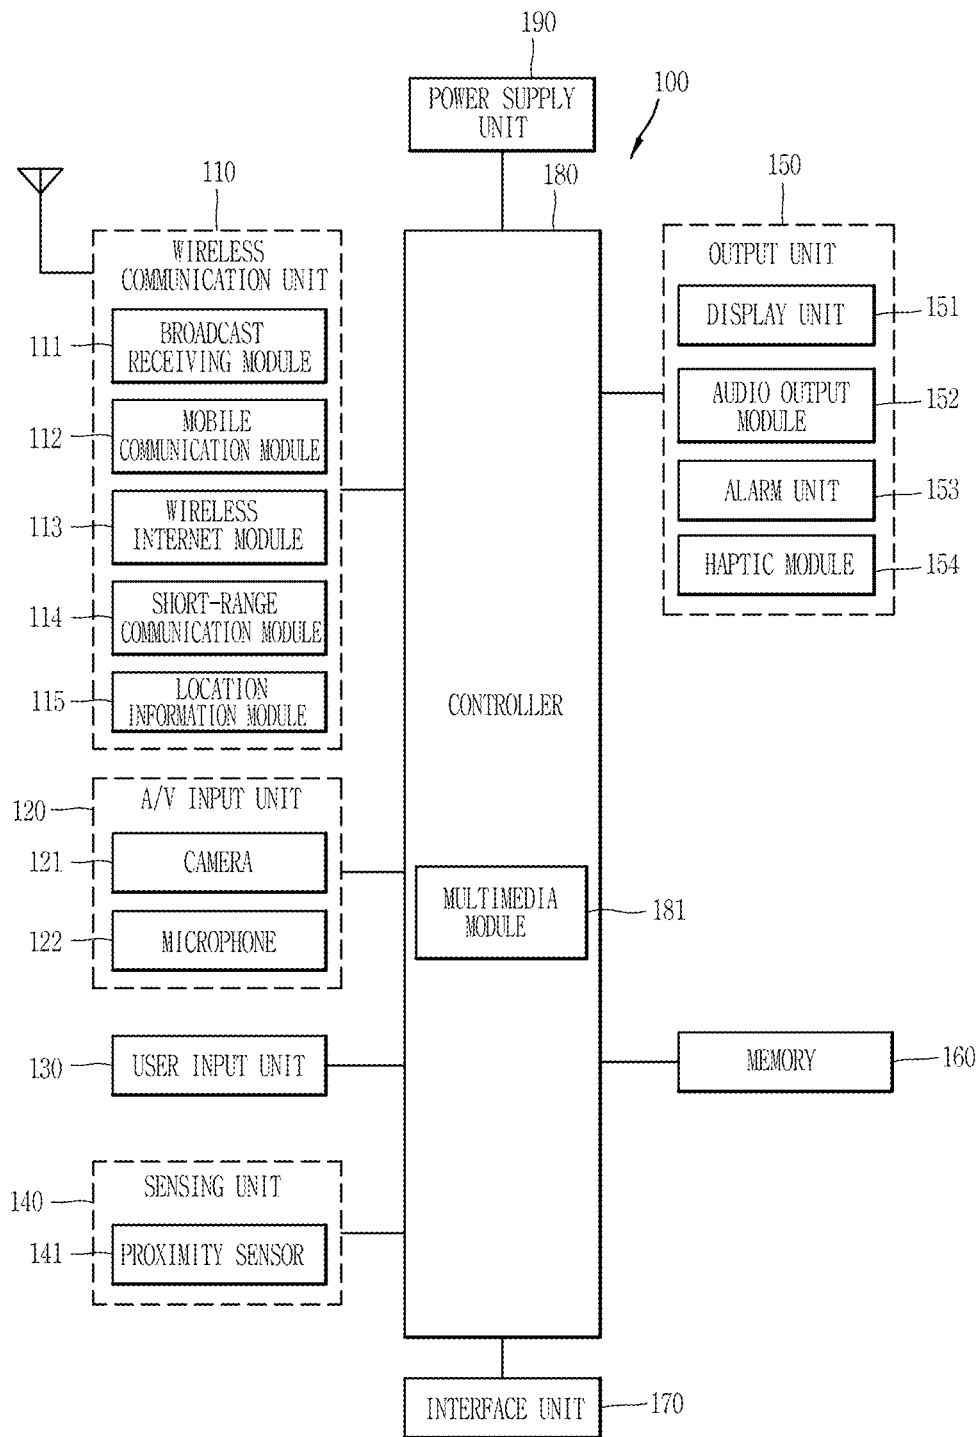 190
POWER SUPPLY
UNIT
100
180
110
WIRELESS
COMMUNICATION UNIT
111
BROADCAST
RECEIVING MODULE
112
MOBILE
COMMUNICATION MODULE
113
WIRELESS
INTERNET MODULE
114
SHORT-RANGE
COMMUNICATION MODULE
115
LOCATION
INFORMATION MODULE
120
A/V INPUT UNIT
121
CAMERA
122
MICROPHONE
130
USER INPUT UNIT
140
SENSING UNIT
141
PROXIMITY SENSOR
CONTROLLER
MULTIMEDIA
MODULE
181
150
OUTPUT UNIT
DISPLAY UNIT
151
AUDIO OUTPUT
MODULE
152
ALARM UNIT
153
HAPTIC MODULE
154
MEMORY
160
INTERFACE UNIT
170